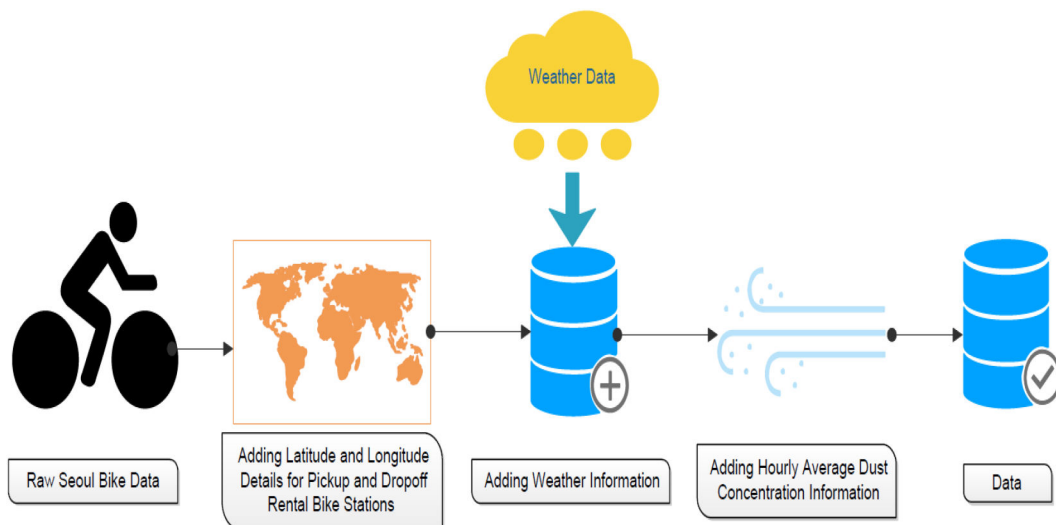 Weather Data
Raw Seoul Bike Data
Adding Latitude and Longitude
Details for Pickup and Dropoff
Rental Bike Stations
Adding Weather Information
Adding Hourly Average Dust
Concentration Information
Data